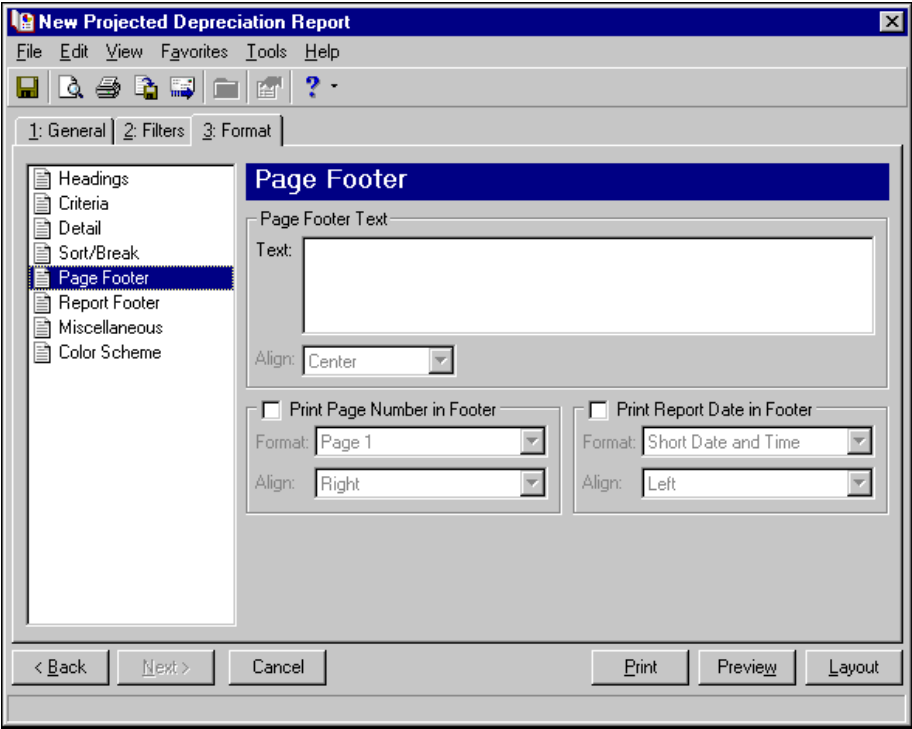 New Projected Depreciation Report
File Edit View Favorites Tools Help
?
1: General 2: Filters 3: Format
Headings
Criteria
Detail
Sort/Break
Page Footer
Report Footer
Miscellaneous
Color Scheme
Page Footer
Page Footer Text
Text:
Align: Center
Print Page Number in Footer
Format: Page 1
Align: Right
Print Report Date in Footer
Format: Short Date and Time
Align: Left
< Back Next > Cancel Print Preview Layout